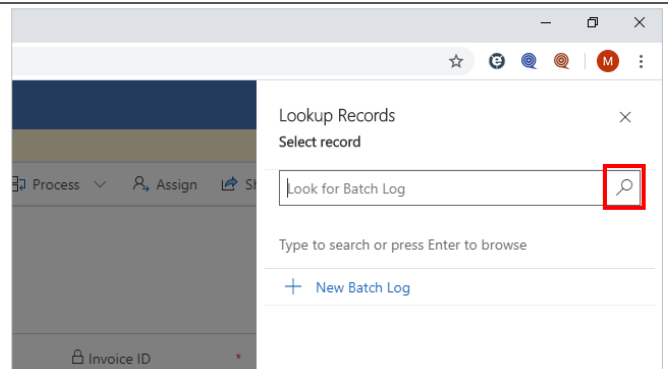 M
Lookup Records
Select record
Process
Assign
Look for Batch Log
Type to search or press Enter to browse
New Batch Log
Invoice ID *